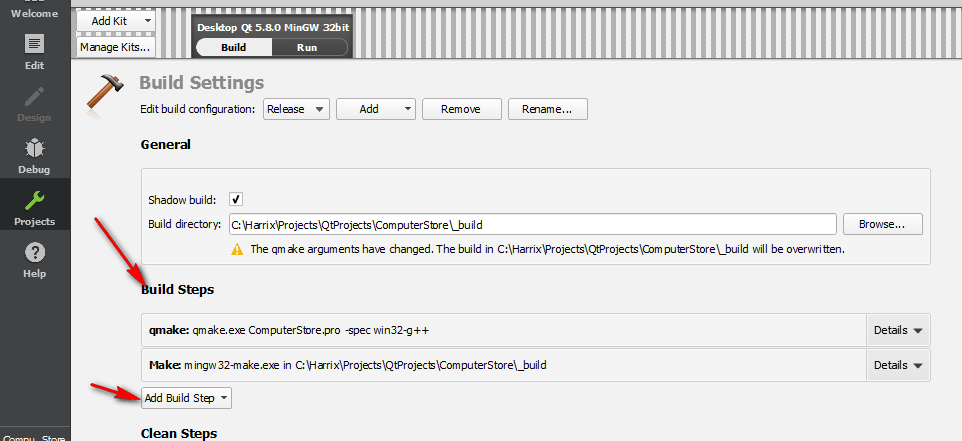 Welcome
Edit
Design
Debug
Projects
Help
Compu...Store
Add Kit
Manage Kits...
Desktop Qt 5.8.0 MinGW 32bit
Build Run
Build Settings
Edit build configuration: Release Add Remove Rename...
General
Shadow build:
Build directory: C:\Harrix\Projects\QtProjects\ComputerStore\_build Browse...
The qmake arguments have changed. The build in C:\Harrix\Projects\QtProjects\ComputerStore\_build will be overwritten.
Build Steps
qmake: qmake.exe ComputerStore.pro -spec win32-g++ Details
Make: mingw32-make.exe in C:\Harrix\Projects\QtProjects\ComputerStore\_build Details
Add Build Step
Clean Steps